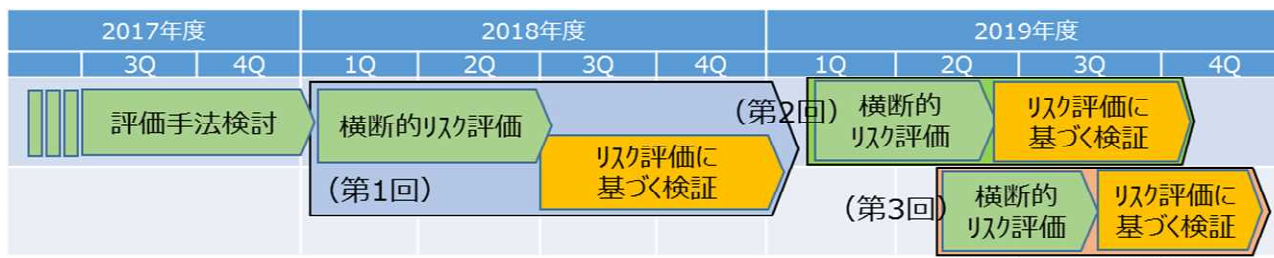 2017年度
2018年度
2019年度
3Q
4Q
1Q
2Q
3Q
4Q
1Q
2Q
3Q
4Q
評価手法検討
横断的ﾘｽｸ評価
ﾘｽｸ評価に
基づく検証
（第1回）
（第2回）
横断的
ﾘｽｸ評価
ﾘｽｸ評価に
基づく検証
（第3回）
横断的
ﾘｽｸ評価
ﾘｽｸ評価に
基づく検証